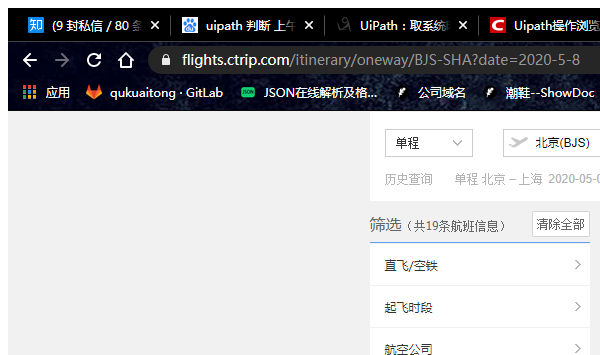 (9 封私信 / 80 条
uipath 判断 上午
UiPath：取系统
Uipath操作浏览
flights.ctrip.com/itinerary/oneway/BJS-SHA?date=2020-5-8
应用 qukuaitong · GitLab JSON在线解析及格... 公司域名 潮鞋--ShowDoc
单程 北京(BJS)
历史查询 单程 北京 – 上海 2020-05-0
筛选（共19条航班信息） 清除全部
直飞/空铁
起飞时段
航空公司